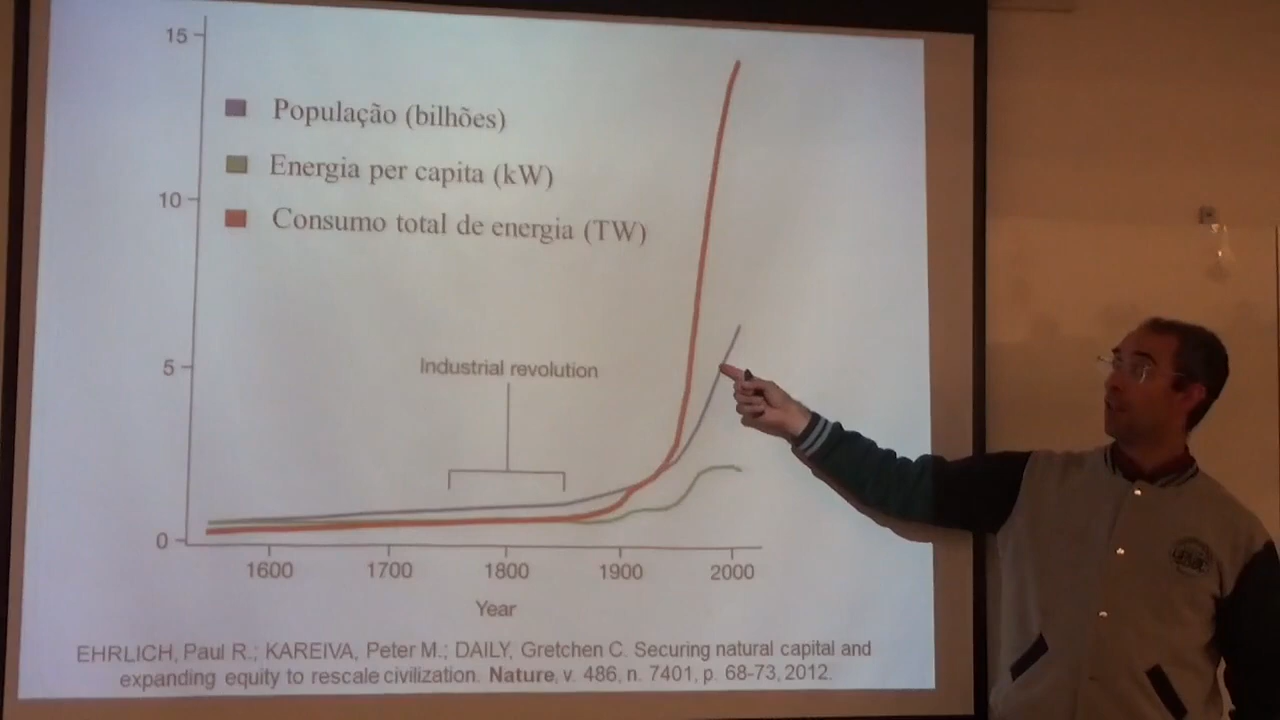 15
População (bilhões)
Energia per capita (kW)
10
Consumo total de energia (TW)
5
Industrial revolution
0
1600 1700 1800 1900 2000
Year
EHRLICH, Paul R.; KAREIVA, Peter M.; DAILY, Gretchen C. Securing natural capital and
expanding equity to rescale civilization. Nature, v. 486, n. 7401, p. 68-73, 2012.